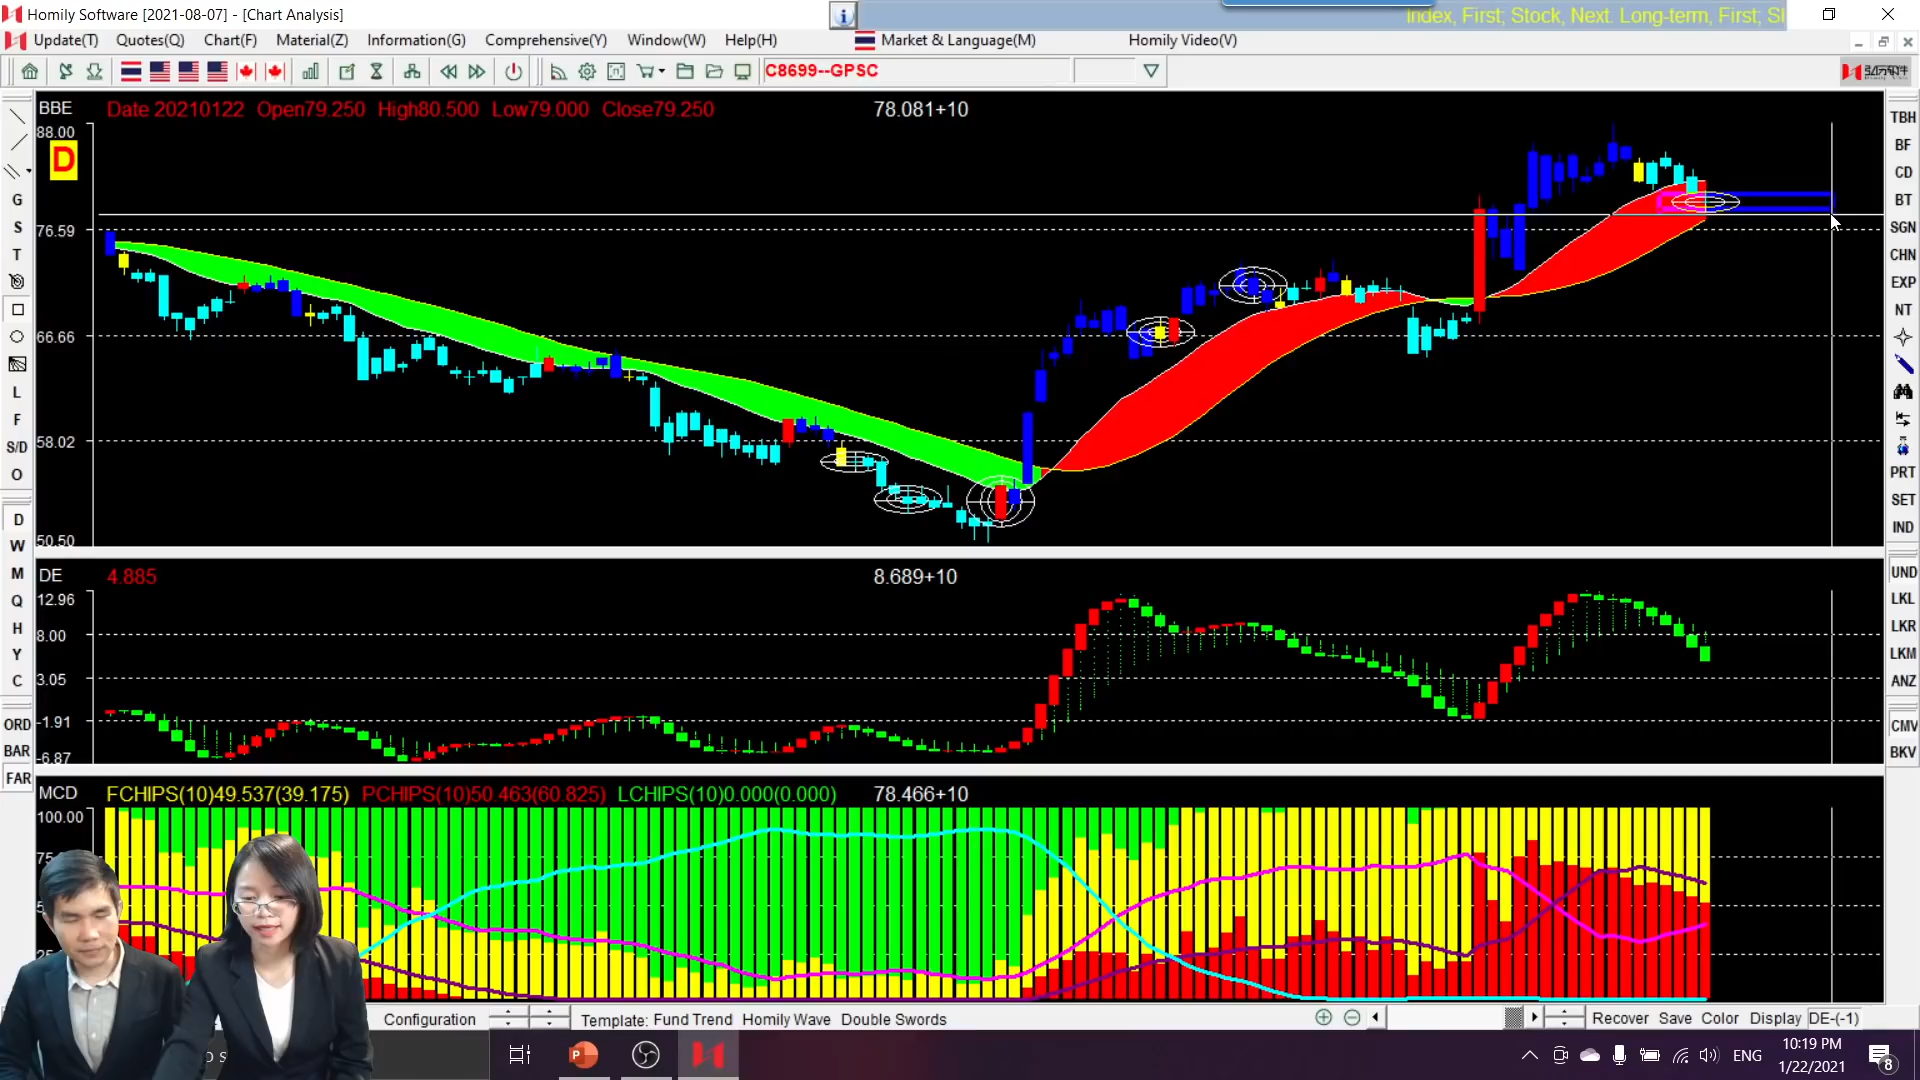 Homily Software [2021-08-07] - [Chart Analysis]
Index, First; Stock, Next. Long-term, First; Sl
Update(T) Quotes(Q) Chart(F) Material(Z) Information(G) Comprehensive(Y) Window(W) Help(H) Market & Language(M) Homily Video(V)
C8699--GPSC
弘历软件
BBE Date 20210122 Open79.250 High80.500 Low79.000 Close79.250 78.081+10
88.00
D
76.59
66.66
58.02
50.50
DE 4.885 8.689+10
12.96
8.00
3.05
-1.91
-6.87
MCD FCHIPS(10)49.537(39.175) PCHIPS(10)50.463(60.825) LCHIPS(10)0.000(0.000) 78.466+10
100.00
G
S
T
L
F
S/D
O
D
W
M
Q
H
Y
C
ORD
BAR
FAR
TBH
BF
CD
BT
SGN
CHN
EXP
NT
PRT
SET
IND
UND
LKL
LKR
LKM
ANZ
CMV
BKV
Configuration Template: Fund Trend Homily Wave Double Swords Recover Save Color Display DE-(-1)
ENG
10:19 PM
1/22/2021
8